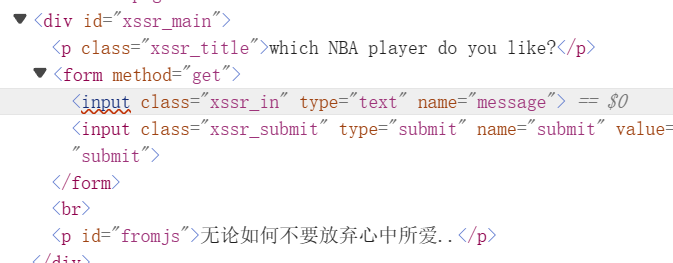 <div id="xssr_main">
<p class="xssr_title">which NBA player do you like?</p>
<form method="get">
<input class="xssr_in" type="text" name="message"> == $0
<input class="xssr_submit" type="submit" name="submit" value=
"submit">
</form>
<br>
<p id="fromjs">无论如何不要放弃心中所爱..</p>
</div>